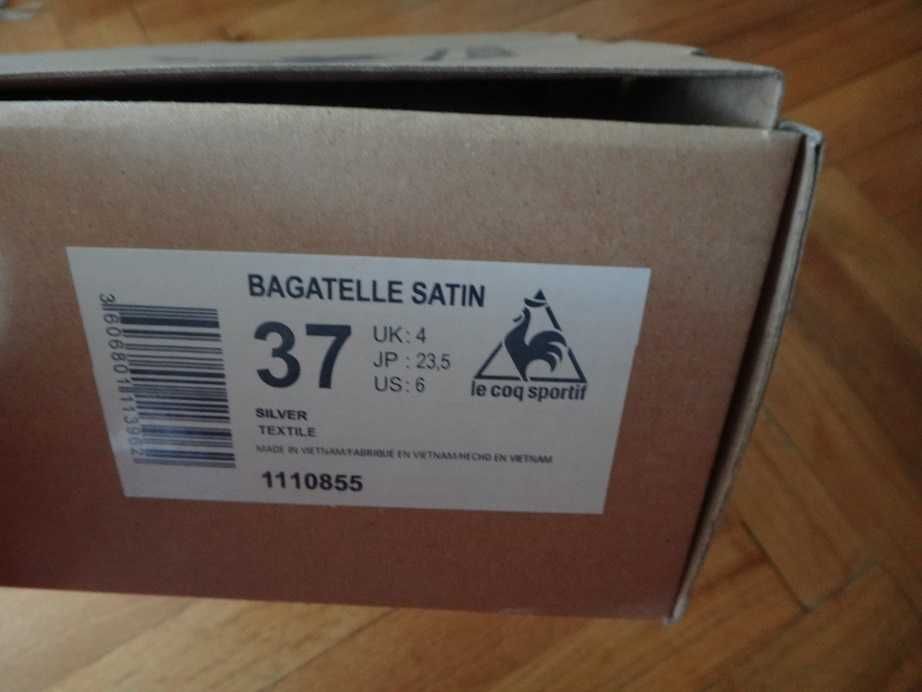 BAGATELLE SATIN
37
UK: 4
JP : 23,5
US: 6
le coq sportif
SILVER
TEXTILE
MADE IN VIETNAM/FABRIQUE EN VIETNAM/HECHO EN VIETNAM
1110855
3606801113962